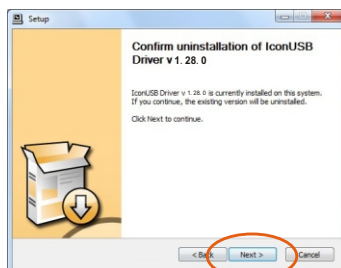 Setup
Confirm uninstallation of IconUSB
Driver v 1. 28. 0
IconUSB Driver v 1. 28. 0 is currently installed on this system.
If you continue, the existing version will be uninstalled.
Click Next to continue.
< Back
Next >
Cancel